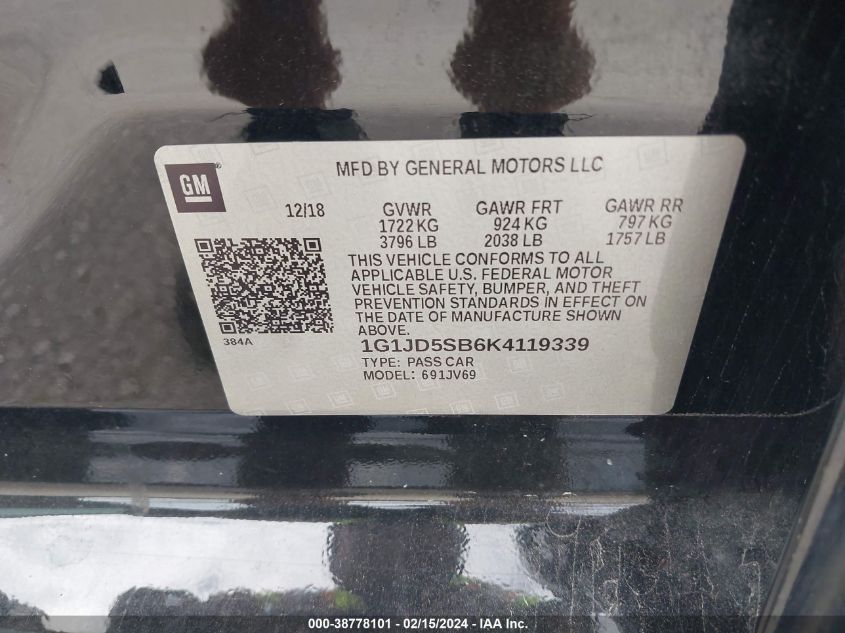 GM
MFD BY GENERAL MOTORS LLC
12/18 GVWR GAWR FRT GAWR RR
1722 KG 924 KG 797 KG
3796 LB 2038 LB 1757 LB
THIS VEHICLE CONFORMS TO ALL
APPLICABLE U.S. FEDERAL MOTOR
VEHICLE SAFETY, BUMPER, AND THEFT
PREVENTION STANDARDS IN EFFECT ON
THE DATE OF MANUFACTURE SHOWN
ABOVE.
384A
1G1JD5SB6K4119339
TYPE: PASS CAR
MODEL: 691JV69
000-38778101 - 02/15/2024 - IAA Inc.